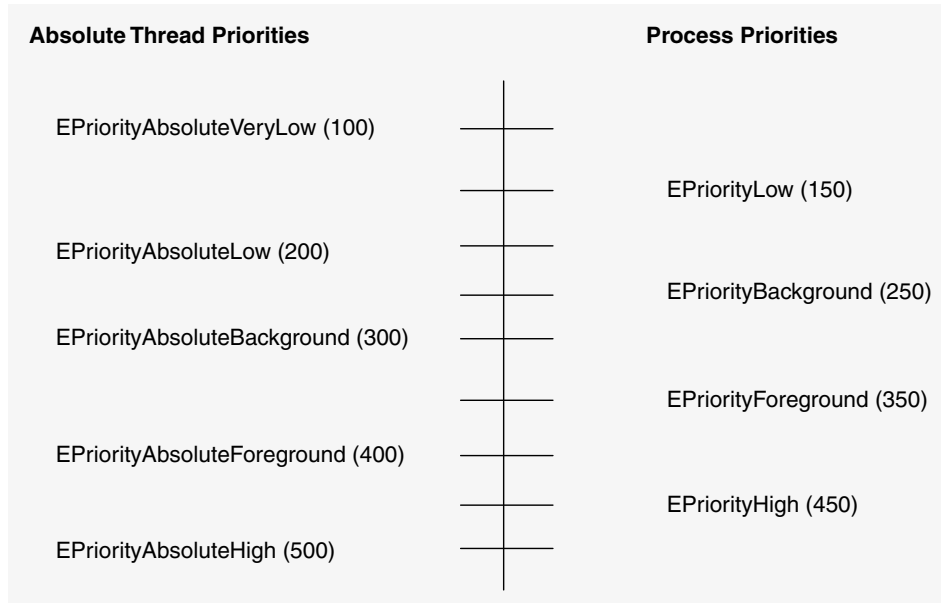 Absolute Thread Priorities
Process Priorities
EPriorityAbsoluteVeryLow (100)
EPriorityLow (150)
EPriorityAbsoluteLow (200)
EPriorityBackground (250)
EPriorityAbsoluteBackground (300)
EPriorityForeground (350)
EPriorityAbsoluteForeground (400)
EPriorityHigh (450)
EPriorityAbsoluteHigh (500)